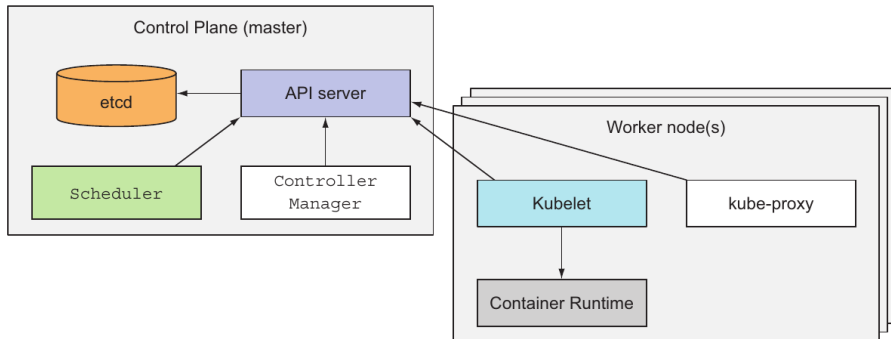 Control Plane (master)
etcd
API server
Scheduler
Controller
Manager
Worker node(s)
Kubelet
kube-proxy
Container Runtime